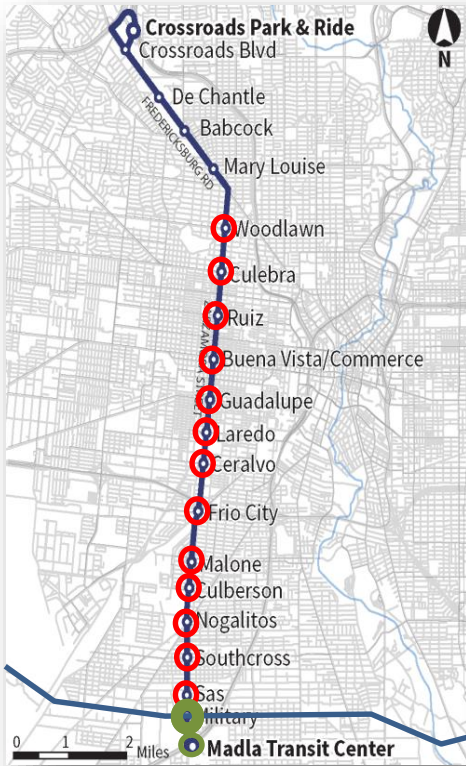 Crossroads Park & Ride
Crossroads Blvd
N
De Chantle
FREDERICKSBURG RD
Babcock
Mary Louise
Woodlawn
Culebra
Ruiz
Buena Vista/Commerce
Guadalupe
Laredo
Ceralvo
Frio City
Malone
Culberson
Nogalitos
Southcross
Sas
Military
0 1 2 Miles
Madla Transit Center